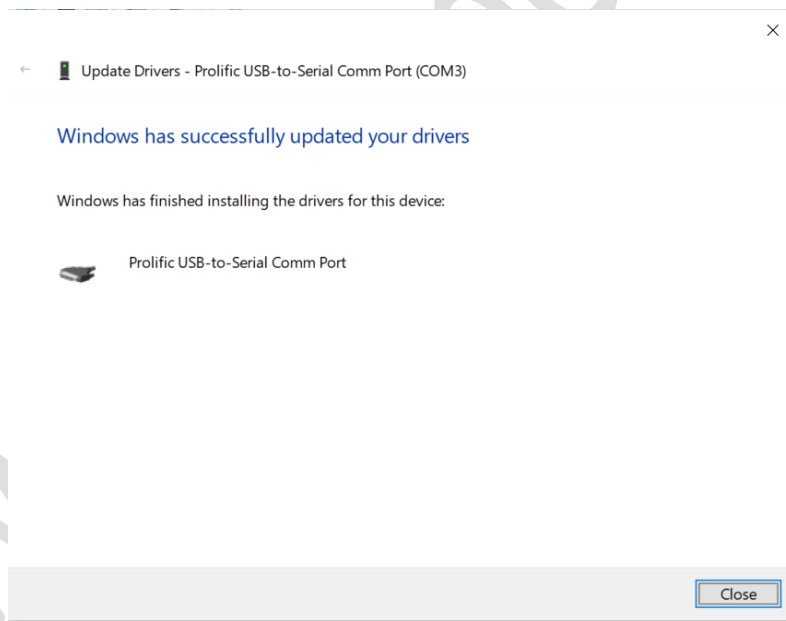 Update Drivers - Prolific USB-to-Serial Comm Port (COM3)
Windows has successfully updated your drivers
Windows has finished installing the drivers for this device:
Prolific USB-to-Serial Comm Port
Close